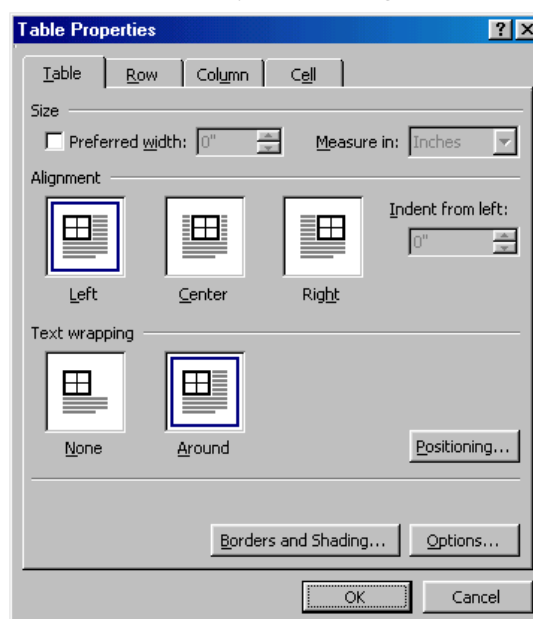 Table Properties
Table Row Column Cell
Size
Preferred width: 0" Measure in: Inches
Alignment
Indent from left:
0"
Left Center Right
Text wrapping
None Around
Positioning...
Borders and Shading... Options...
OK Cancel